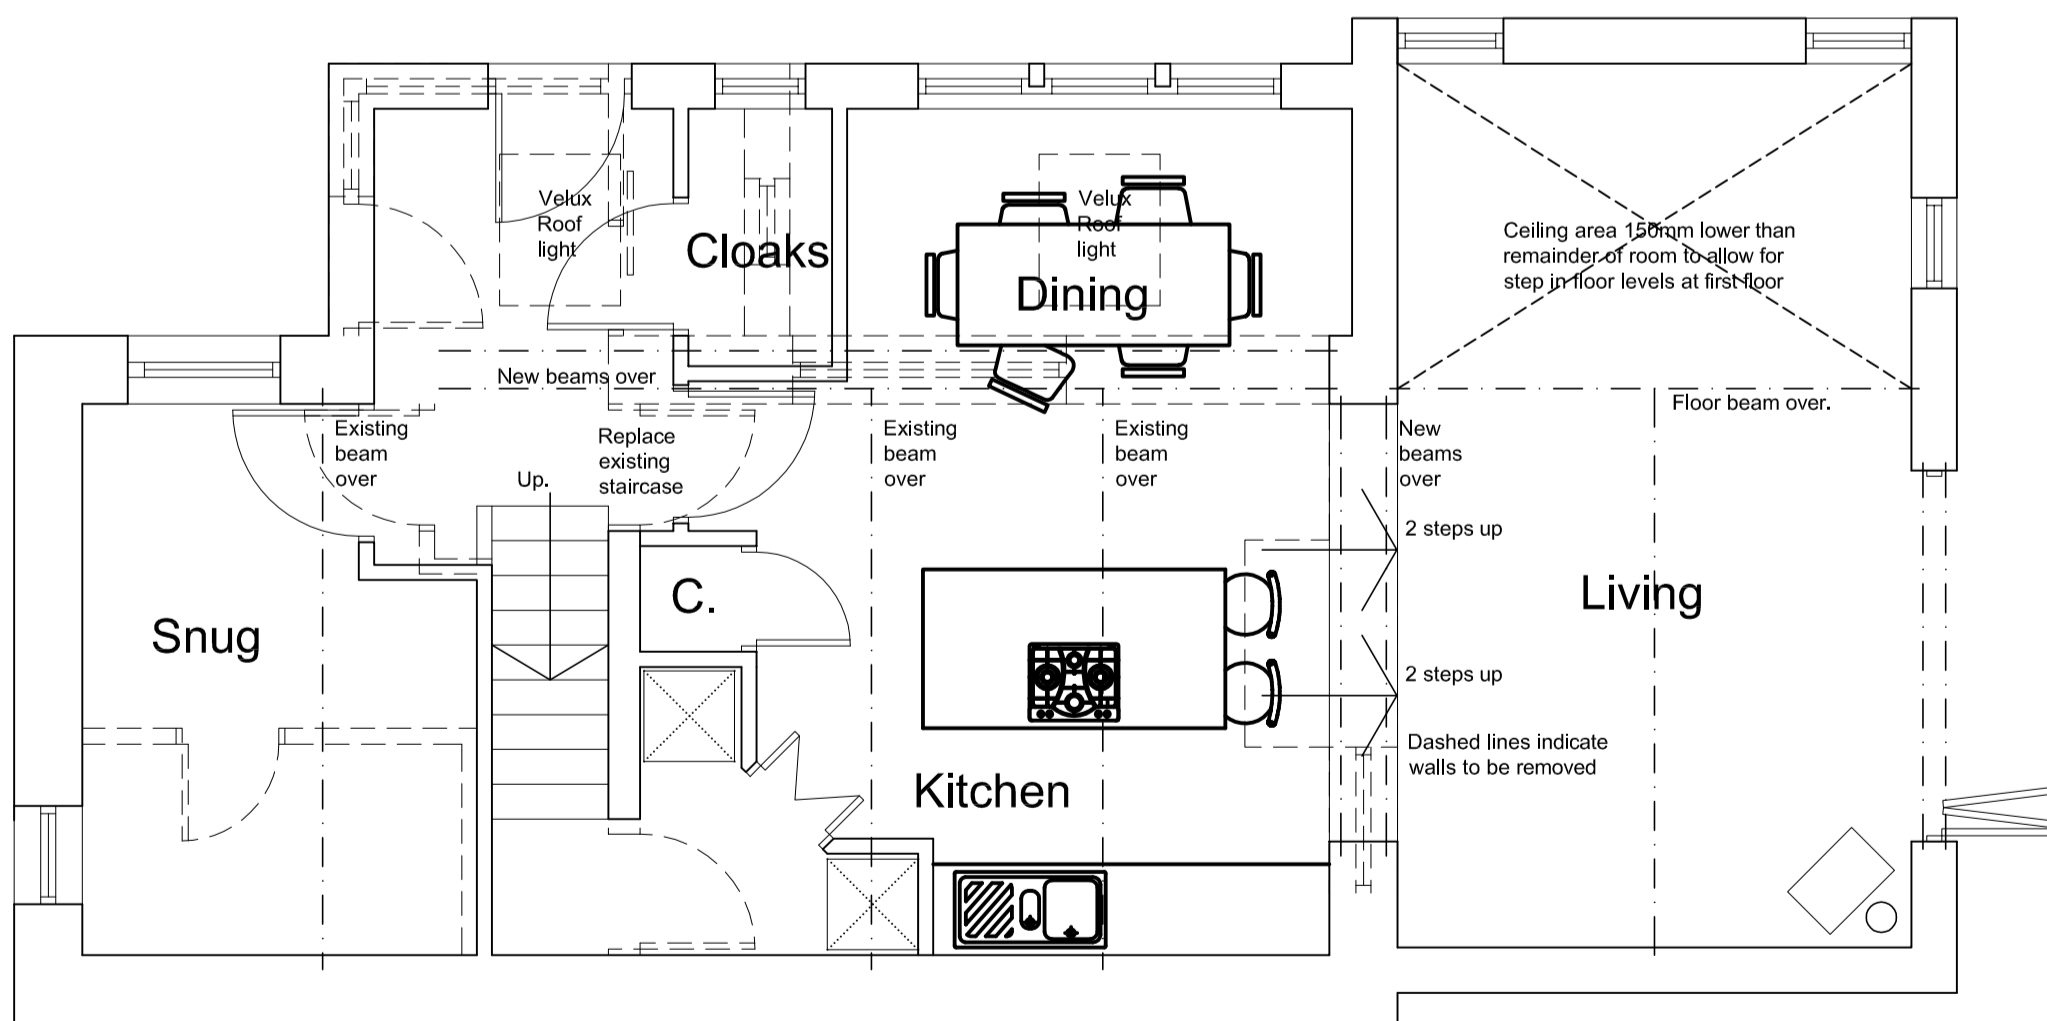 Velux
Roof
light
Cloaks
Velux
Roof
light
Dining
Ceiling area 150mm lower than
remainder of room to allow for
step in floor levels at first floor
New beams over
Floor beam over.
Existing
beam
over
Up.
Replace
existing
staircase
Existing
beam
over
Existing
beam
over
New
beams
over
2 steps up
Snug
C.
Living
2 steps up
Dashed lines indicate
walls to be removed
Kitchen